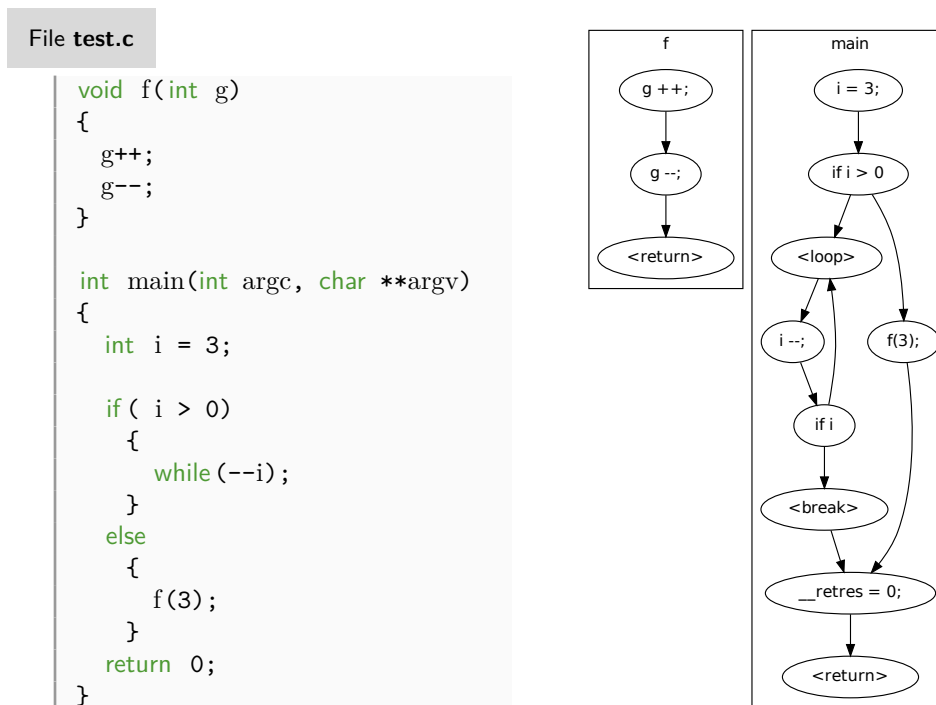 File test.c
void f(int g)
{
g++;
g--;
}
int main(int argc, char **argv)
{
int i = 3;
if ( i > 0)
{
while (--i);
}
else
{
f(3);
}
return 0;
}
f
g ++;
g --;
<return>
main
i = 3;
if i > 0
<loop>
i --;
f(3);
if i
<break>
__retres = 0;
<return>